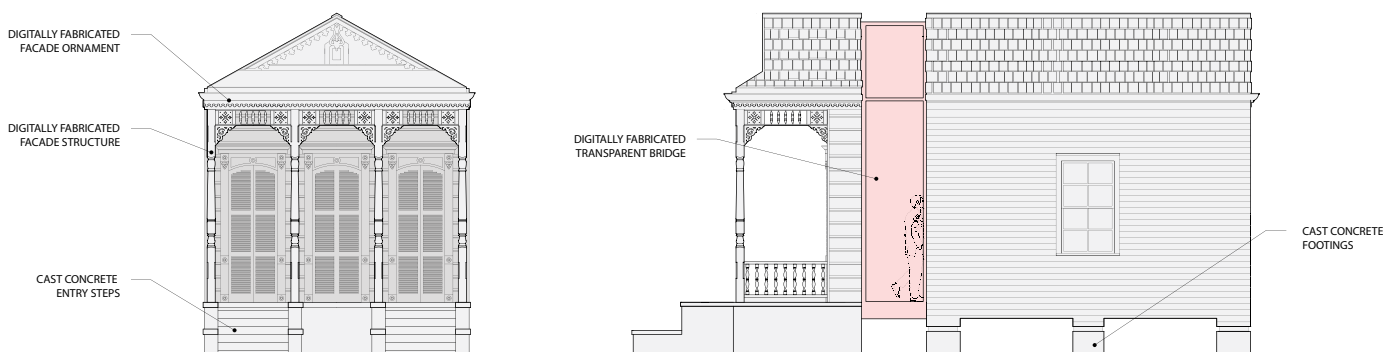 DIGITALLY FABRICATED
FACADE ORNAMENT
DIGITALLY FABRICATED
FACADE STRUCTURE
CAST CONCRETE
ENTRY STEPS
DIGITALLY FABRICATED
TRANSPARENT BRIDGE
CAST CONCRETE
FOOTINGS